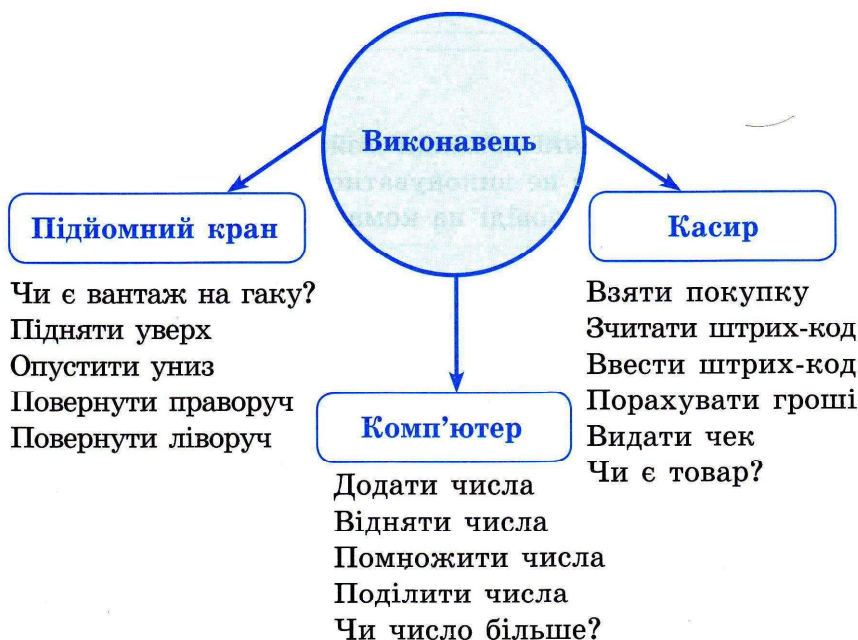 Виконавець
Підйомний кран
Чи є вантаж на гаку?
Підняти уверх
Опустити униз
Повернути праворуч
Повернути ліворуч
Комп’ютер
Додати числа
Відняти числа
Помножити числа
Поділити числа
Чи число більше?
Касир
Взяти покупку
Зчитати штрих-код
Ввести штрих-код
Порахувати гроші
Видати чек
Чи є товар?